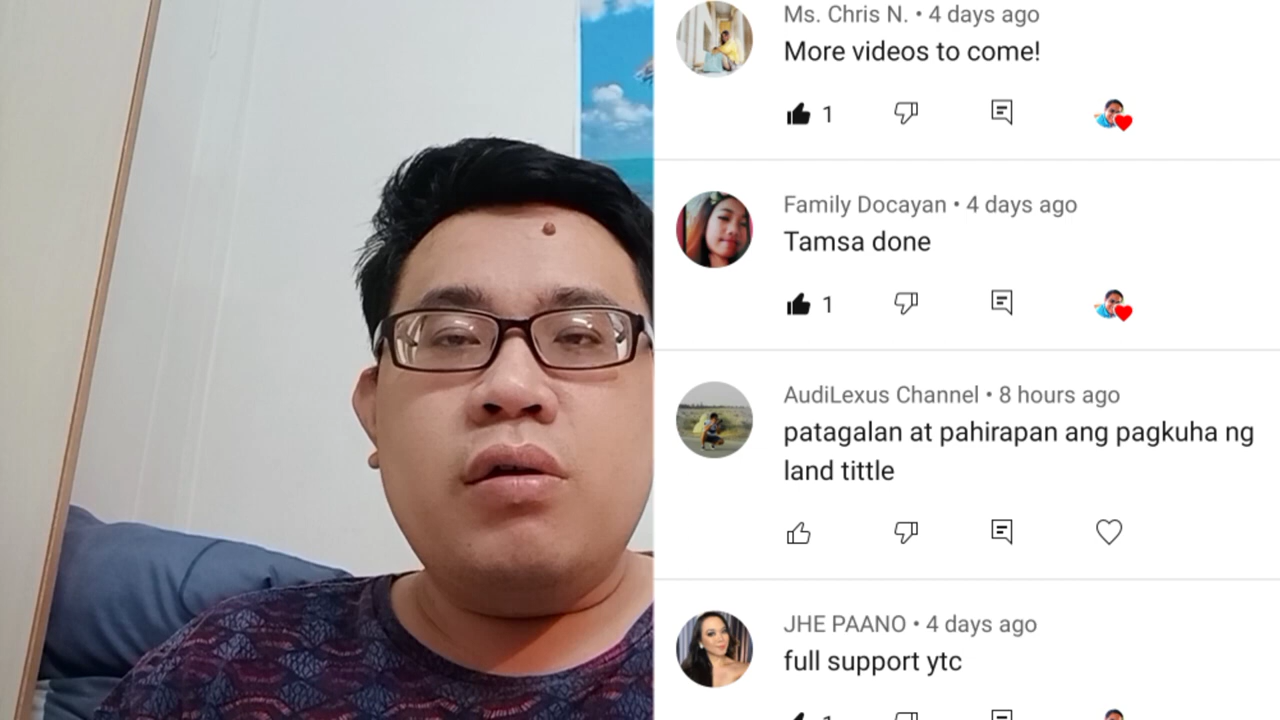 Ms. Chris N. • 4 days ago
More videos to come!
1
Family Docayan • 4 days ago
Tamsa done
1
AudiLexus Channel • 8 hours ago
patagalan at pahirapan ang pagkuha ng
land tittle
JHE PAANO • 4 days ago
full support ytc
1